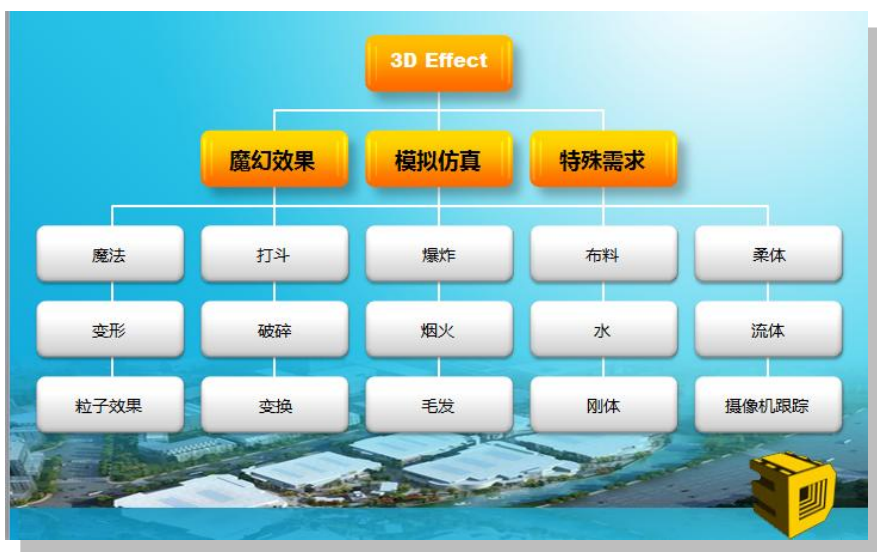 3D Effect
魔幻效果 模拟仿真 特殊需求
魔法 打斗 爆炸 布料 柔体
变形 破碎 烟火 水 流体
粒子效果 变换 毛发 刚体 摄像机跟踪